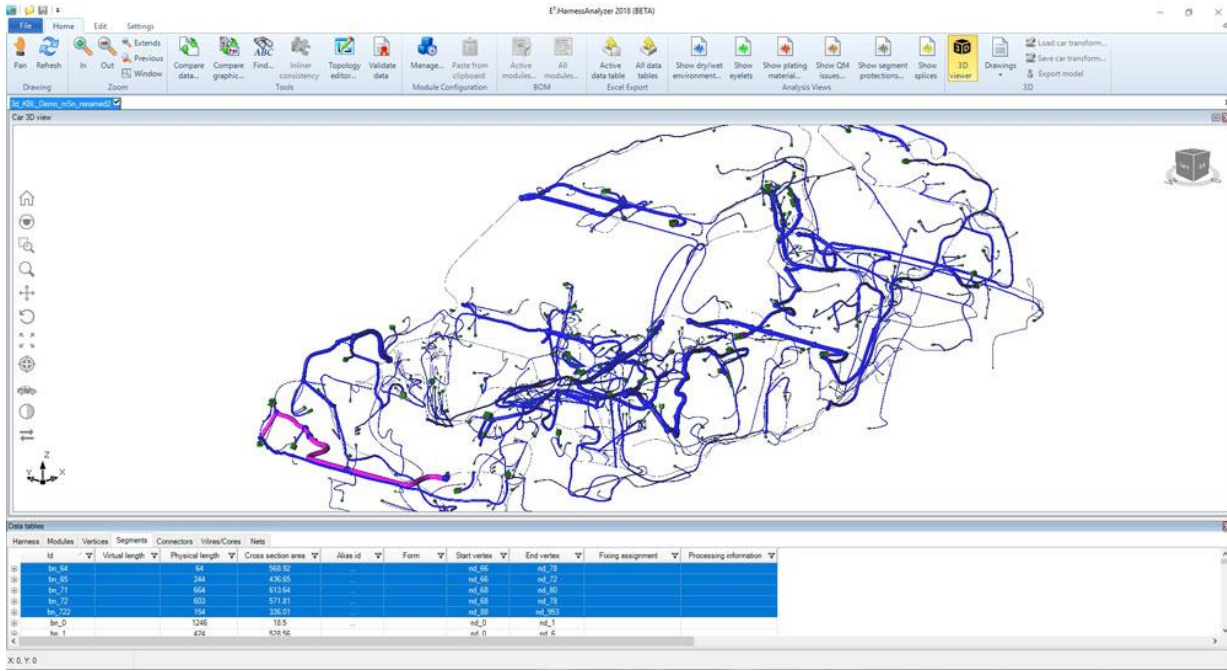 E³.HarnessAnalyzer 2018 (BETA)
File Home Edit Settings
Pan Refresh In Out Extends Previous Window
Compare data... Compare graphic... Find... Inliner consistency Topology editor... Validate data
Manage... Paste from clipboard Active modules... All modules... Active data table All data tables
Show dry/wet environment... Show eyelets Show plating material... Show QM issues... Show segment protections... Show splices
3D viewer Drawings Load car transform... Save car transform... Export model
Drawing Zoom Tools Module Configuration BOM Excel Export Analysis Views 3D
3d_KBL_Demo_m5n_renamed2
Car 3D view
Z
Y X
Data tables
Harness Modules Vertices Segments Connectors Wires/Cores Nets
Id Virtual length Physical length Cross section area Alias id Form Start vertex End vertex Fixing assignment Processing information
bn_64 64 568.92 ... nd_66 nd_78
bn_65 244 436.65 ... nd_66 nd_72
bn_71 664 613.64 ... nd_68 nd_80
bn_72 603 571.81 ... nd_68 nd_78
bn_722 154 336.01 ... nd_88 nd_953
bn_0 1246 18.5 ... nd_0 nd_1
bn_1 474 528.56 nd_0 nd_6
X: 0, Y: 0